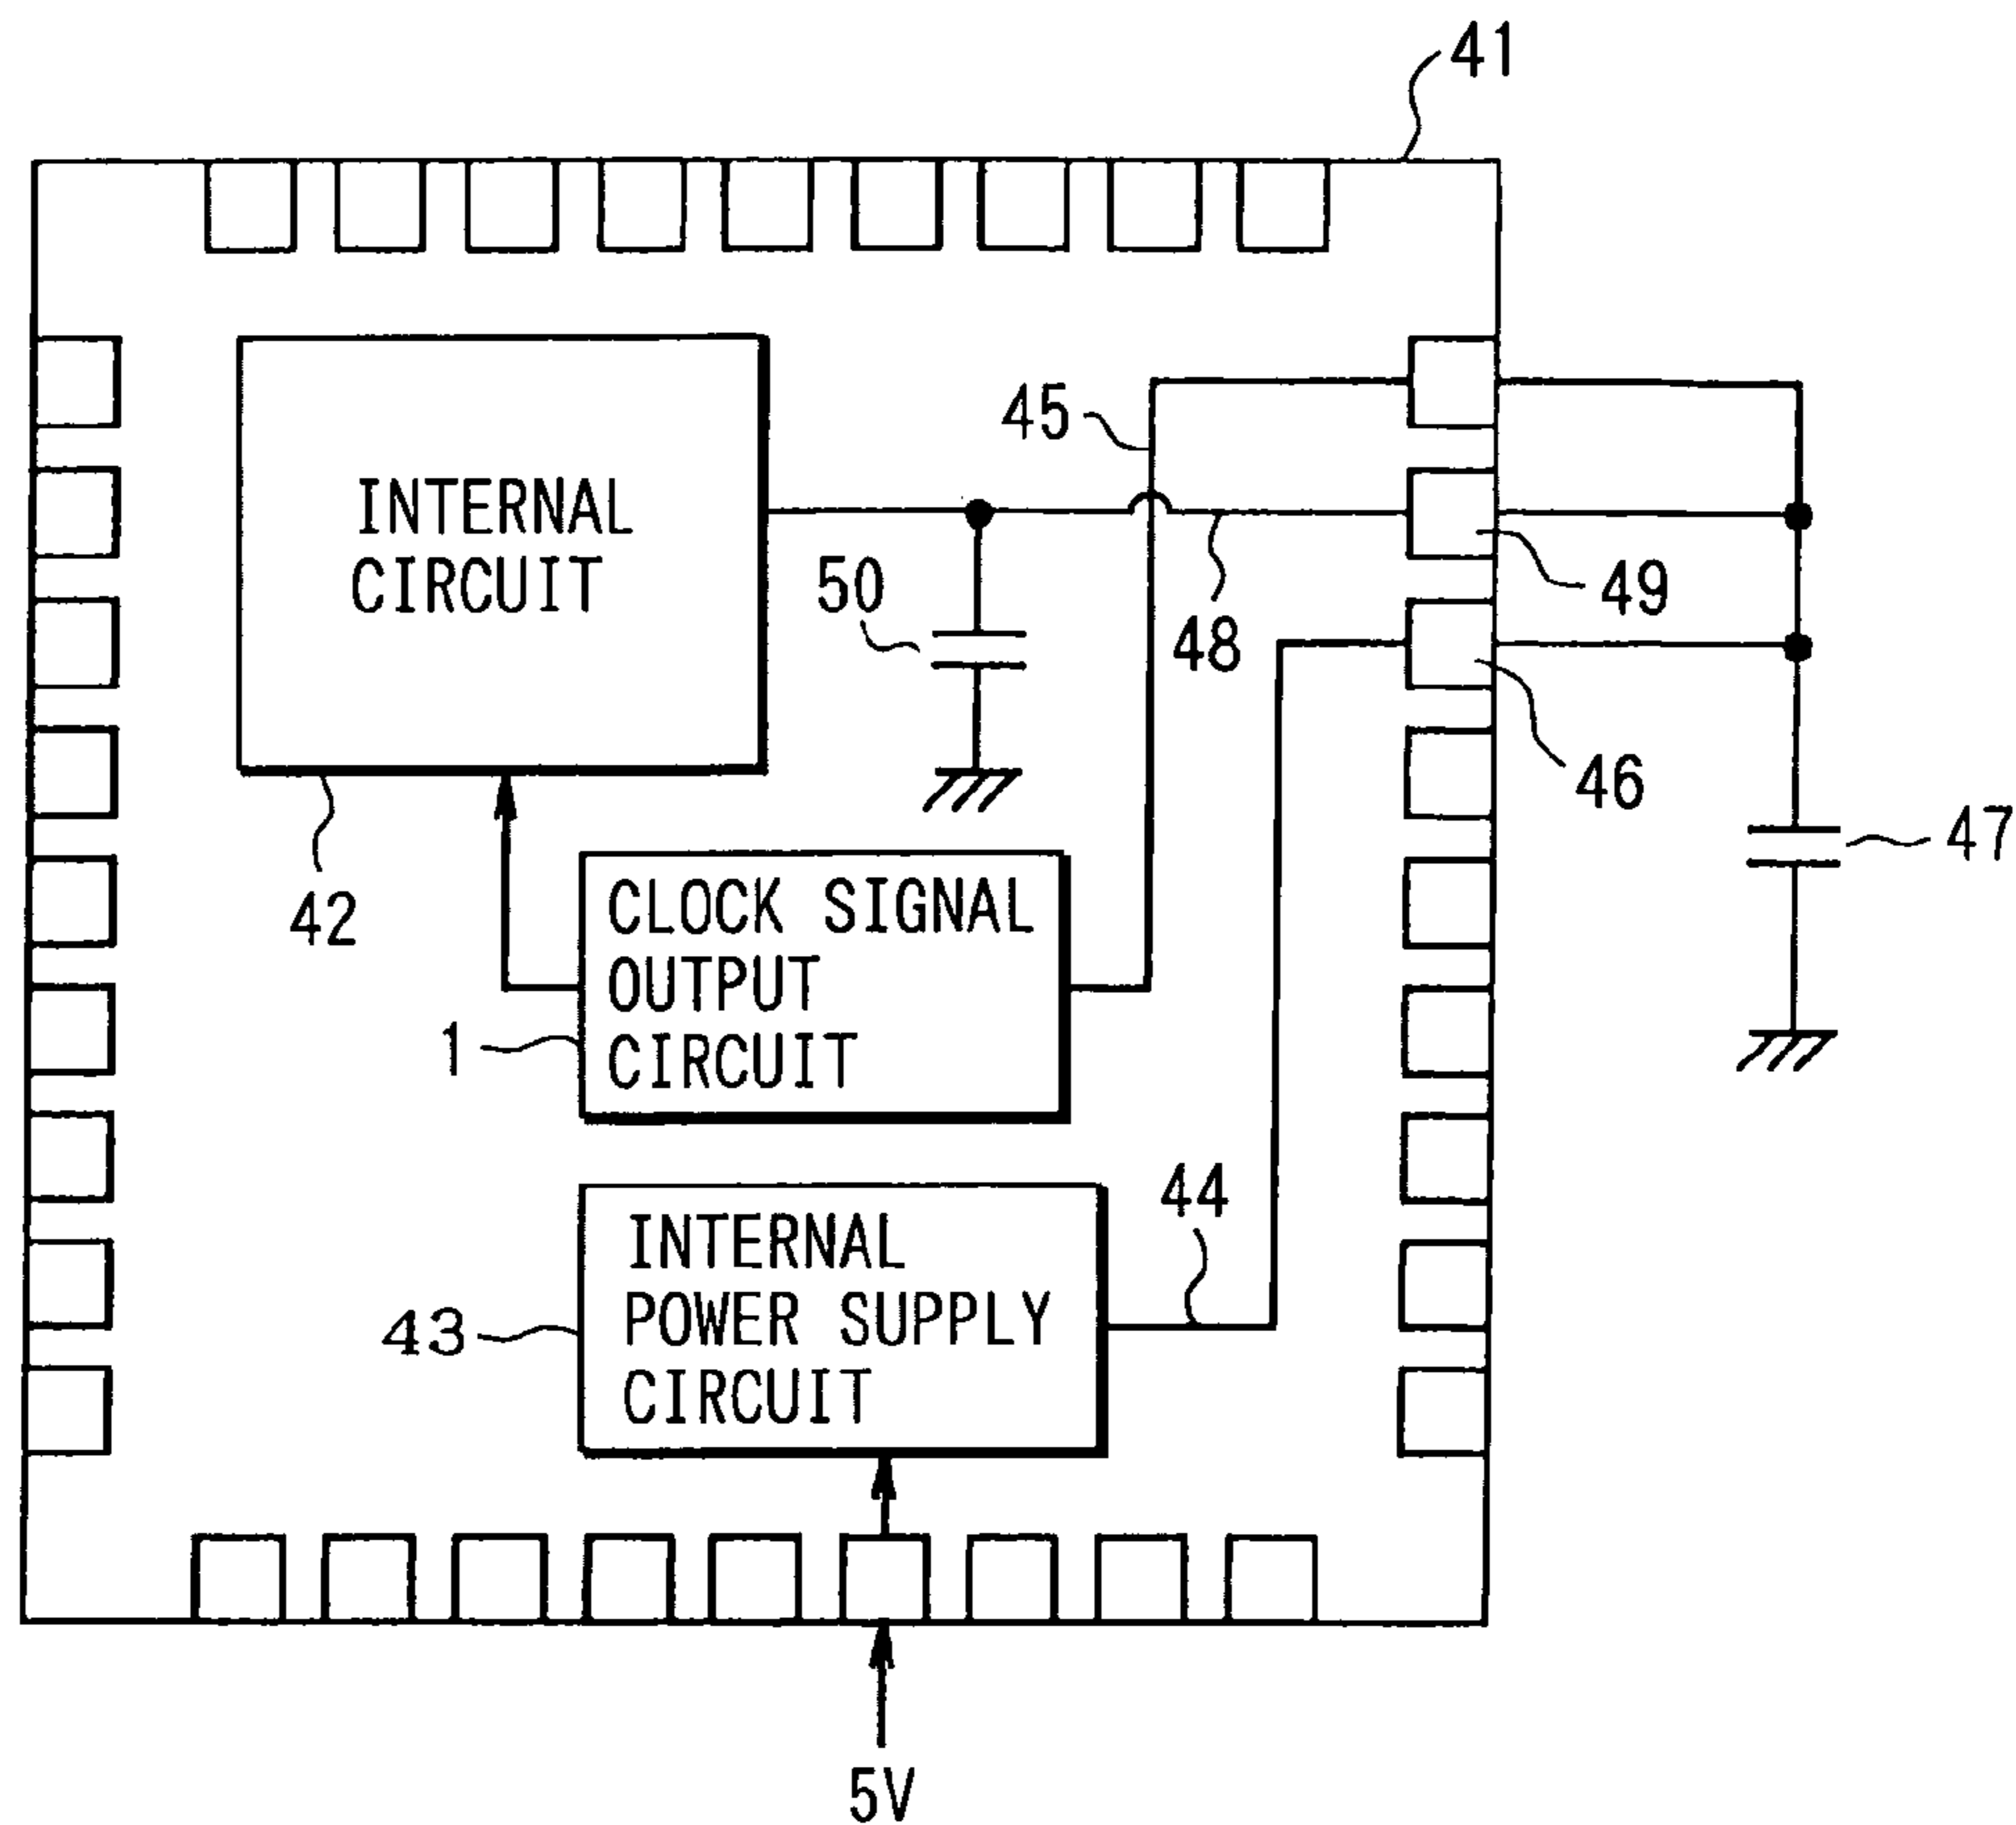 41
45
INTERNAL
CIRCUIT
50
49
48
46
47
42
CLOCK SIGNAL
OUTPUT
CIRCUIT
1
44
INTERNAL
POWER SUPPLY
CIRCUIT
43
5V